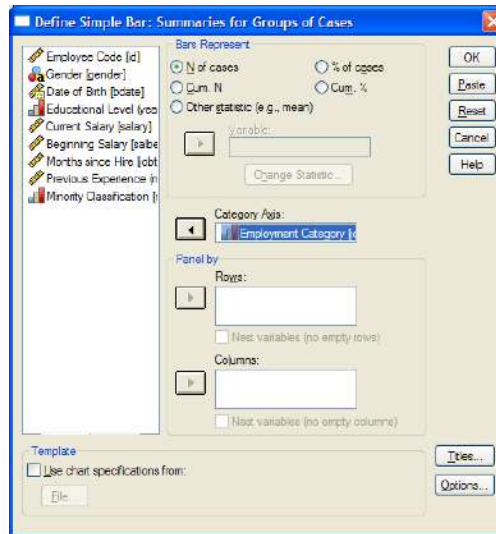 Define Simple Bar: Summaries for Groups of Cases
Employee Code [id]
Gender [gender]
Date of Birth [bdate]
Educational Level (yea
Current Salary [salary]
Beginning Salary [salbe
Months since Hire [jobt
Previous Experience (n
Minority Classification [
Bars Represent
N of cases
% of cases
Cum. N
Cum. %
Other statistic (e.g., mean)
Variable:
Change Statistic...
Category Axis:
Employment Category [jc
Panel by
Rows:
Nest variables (no empty rows)
Columns:
Nest variables (no empty columns)
Template
Use chart specifications from:
File...
OK
Paste
Reset
Cancel
Help
Titles...
Options...